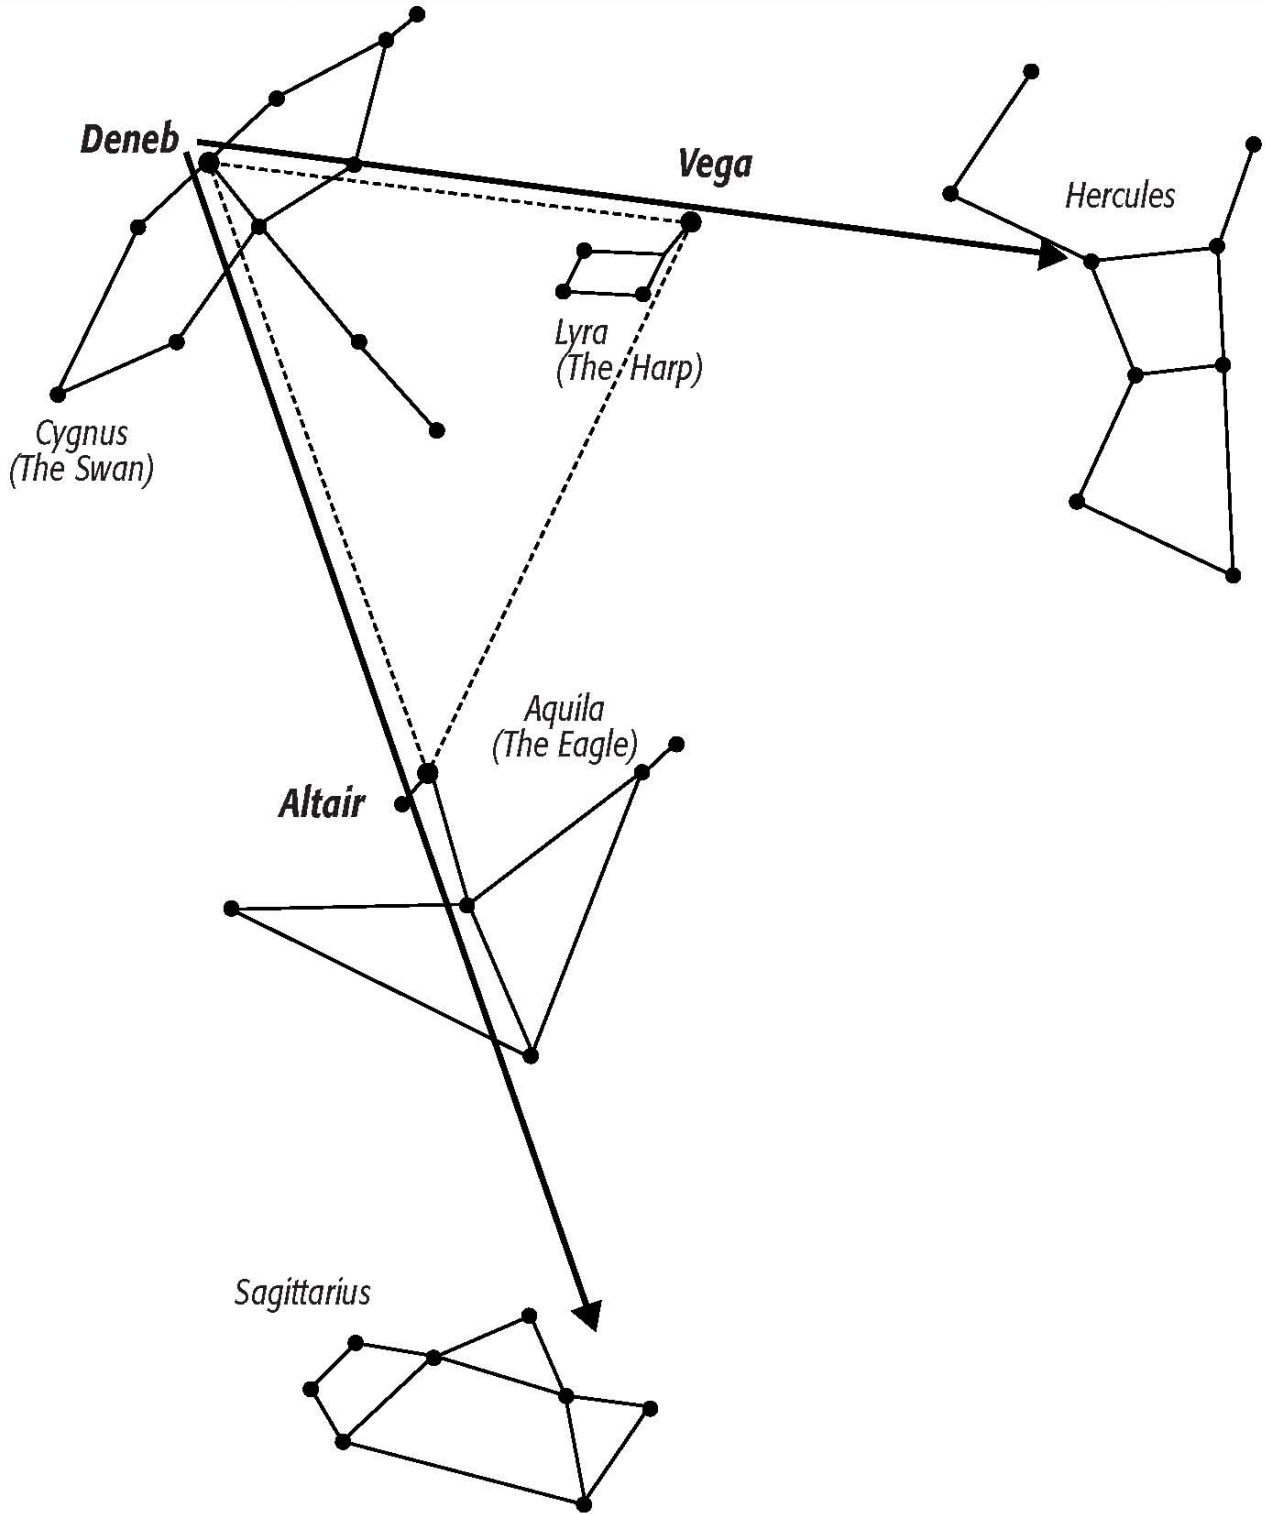 Deneb
Vega
Hercules
Lyra
(The Harp)
Cygnus
(The Swan)
Aquila
(The Eagle)
Altair
Sagittarius